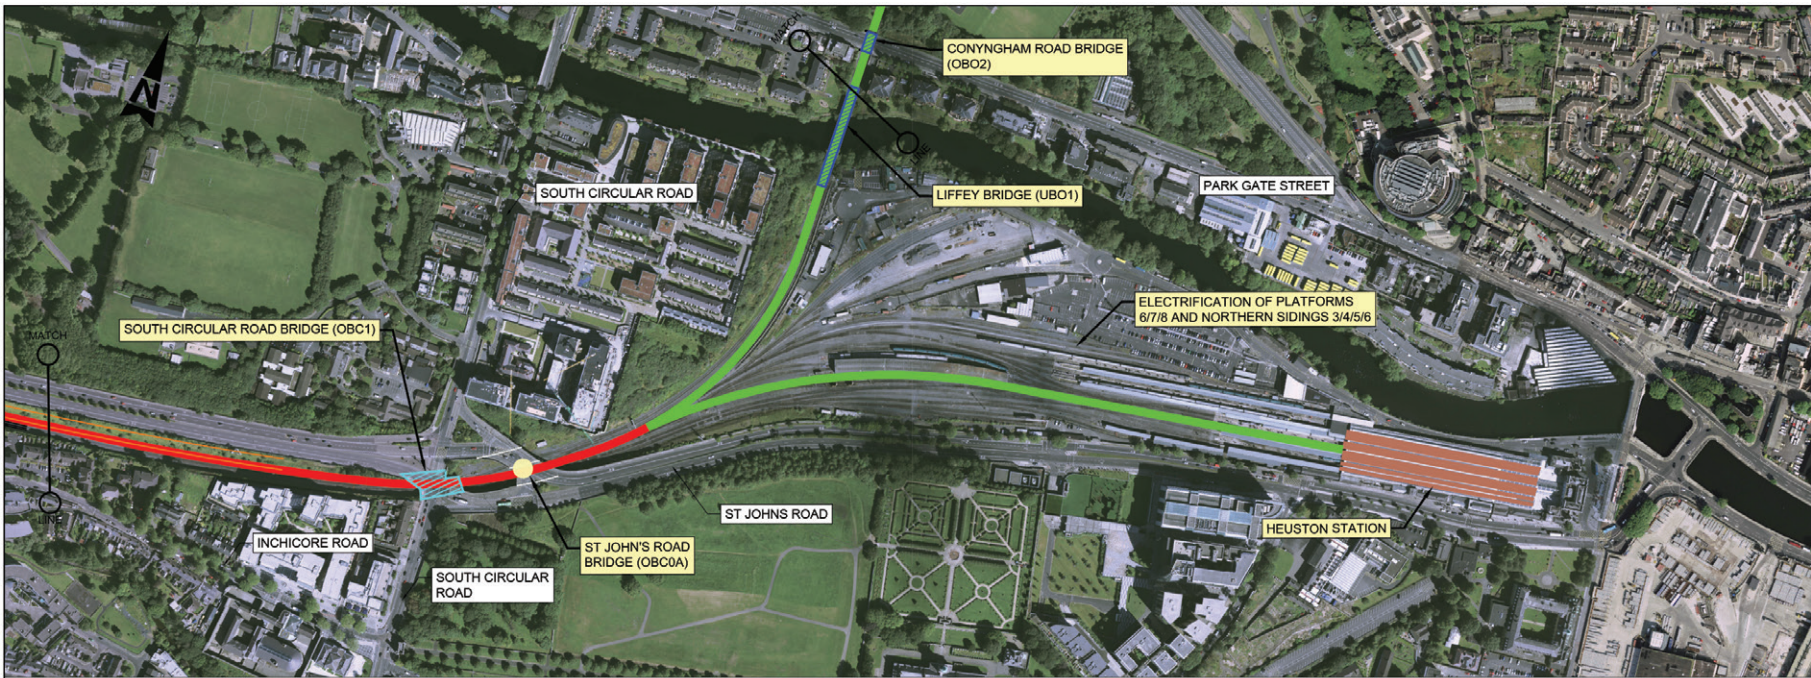 MATCH
CONYNGHAM ROAD BRIDGE
(OBO2)
LINE
N
SOUTH CIRCULAR ROAD
LIFFEY BRIDGE (UBO1)
PARK GATE STREET
ELECTRIFICATION OF PLATFORMS
6/7/8 AND NORTHERN SIDINGS 3/4/5/6
SOUTH CIRCULAR ROAD BRIDGE (OBC1)
MATCH
LINE
ST JOHNS ROAD
HEUSTON STATION
INCHICORE ROAD
ST JOHN'S ROAD
BRIDGE (OBC0A)
SOUTH CIRCULAR
ROAD